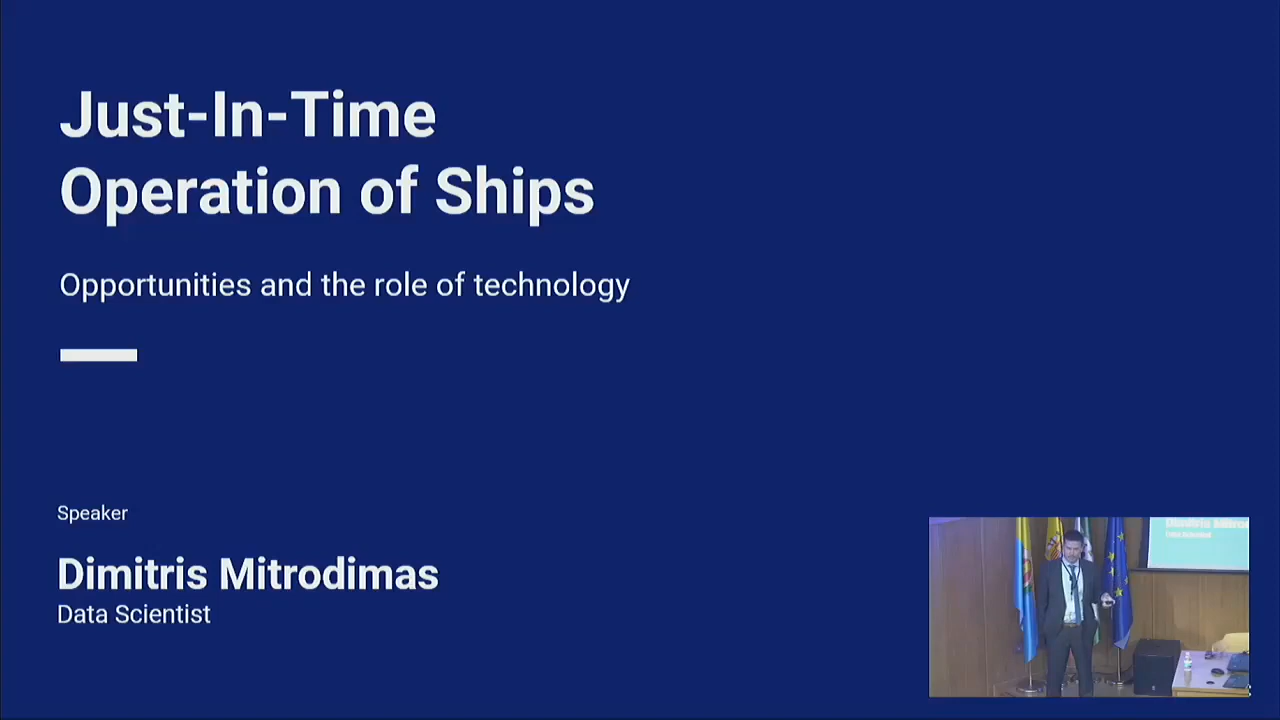 Just-In-Time
Operation of Ships
Opportunities and the role of technology
Speaker
Dimitris Mitrodimas
Data Scientist